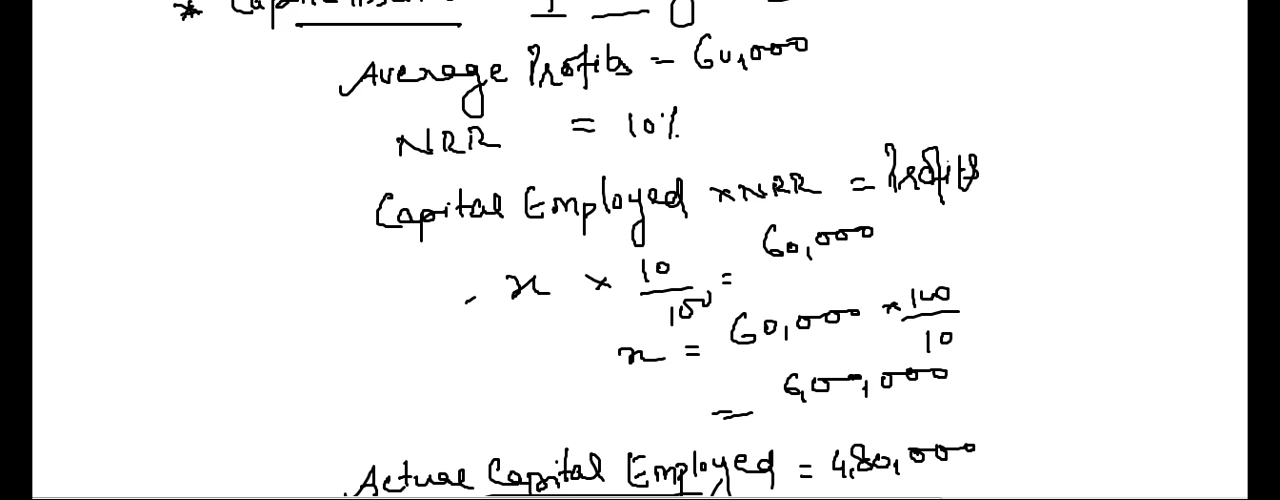 *
Average Profits = 60,000
NRR = 10%
Capital Employed × NRR = Profits
x × 10/100 = 60,000
x = 60,000 × 100/10
= 6,00,000
Actual Capital Employed = 4,80,000